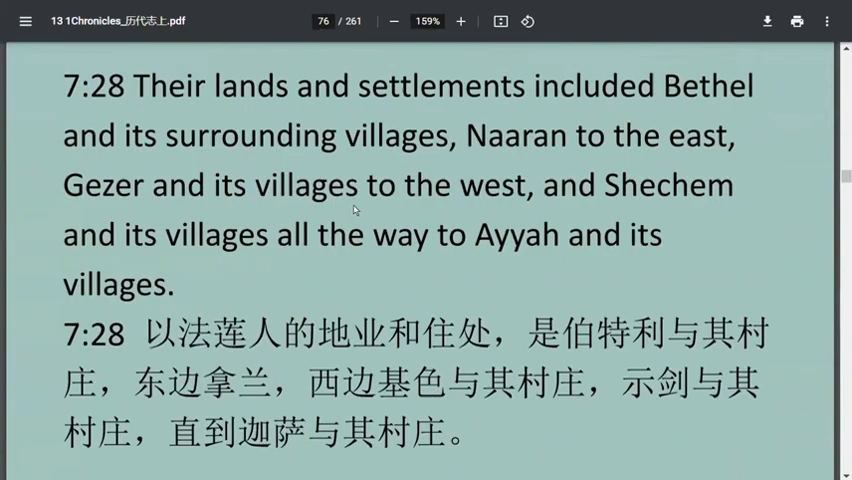 13 1Chronicles_历代志上.pdf
76 / 261
159%
7:28 Their lands and settlements included Bethel
and its surrounding villages, Naaran to the east,
Gezer and its villages to the west, and Shechem
and its villages all the way to Ayyah and its
villages.
7:28 以法莲人的地业和住处，是伯特利与其村
庄，东边拿兰，西边基色与其村庄，示剑与其
村庄，直到迦萨与其村庄。